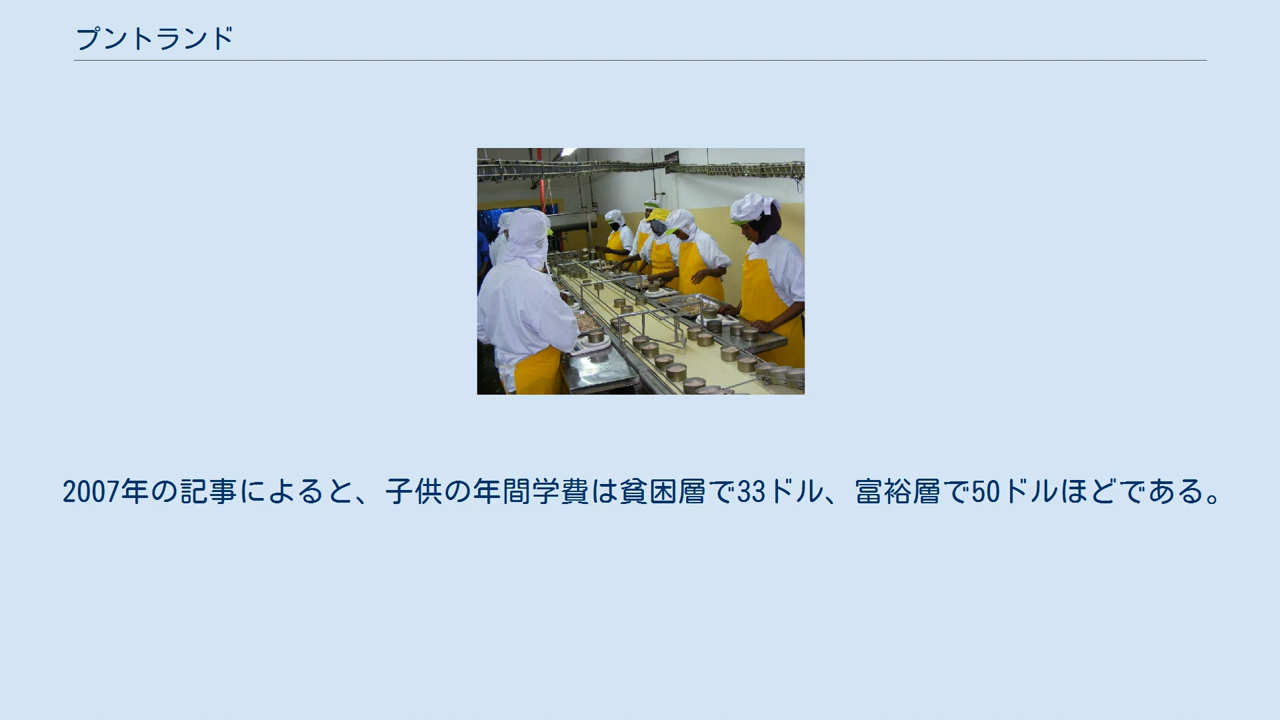 プントランド
2007年の記事によると、子供の年間学費は貧困層で33ドル、富裕層で50ドルほどである。